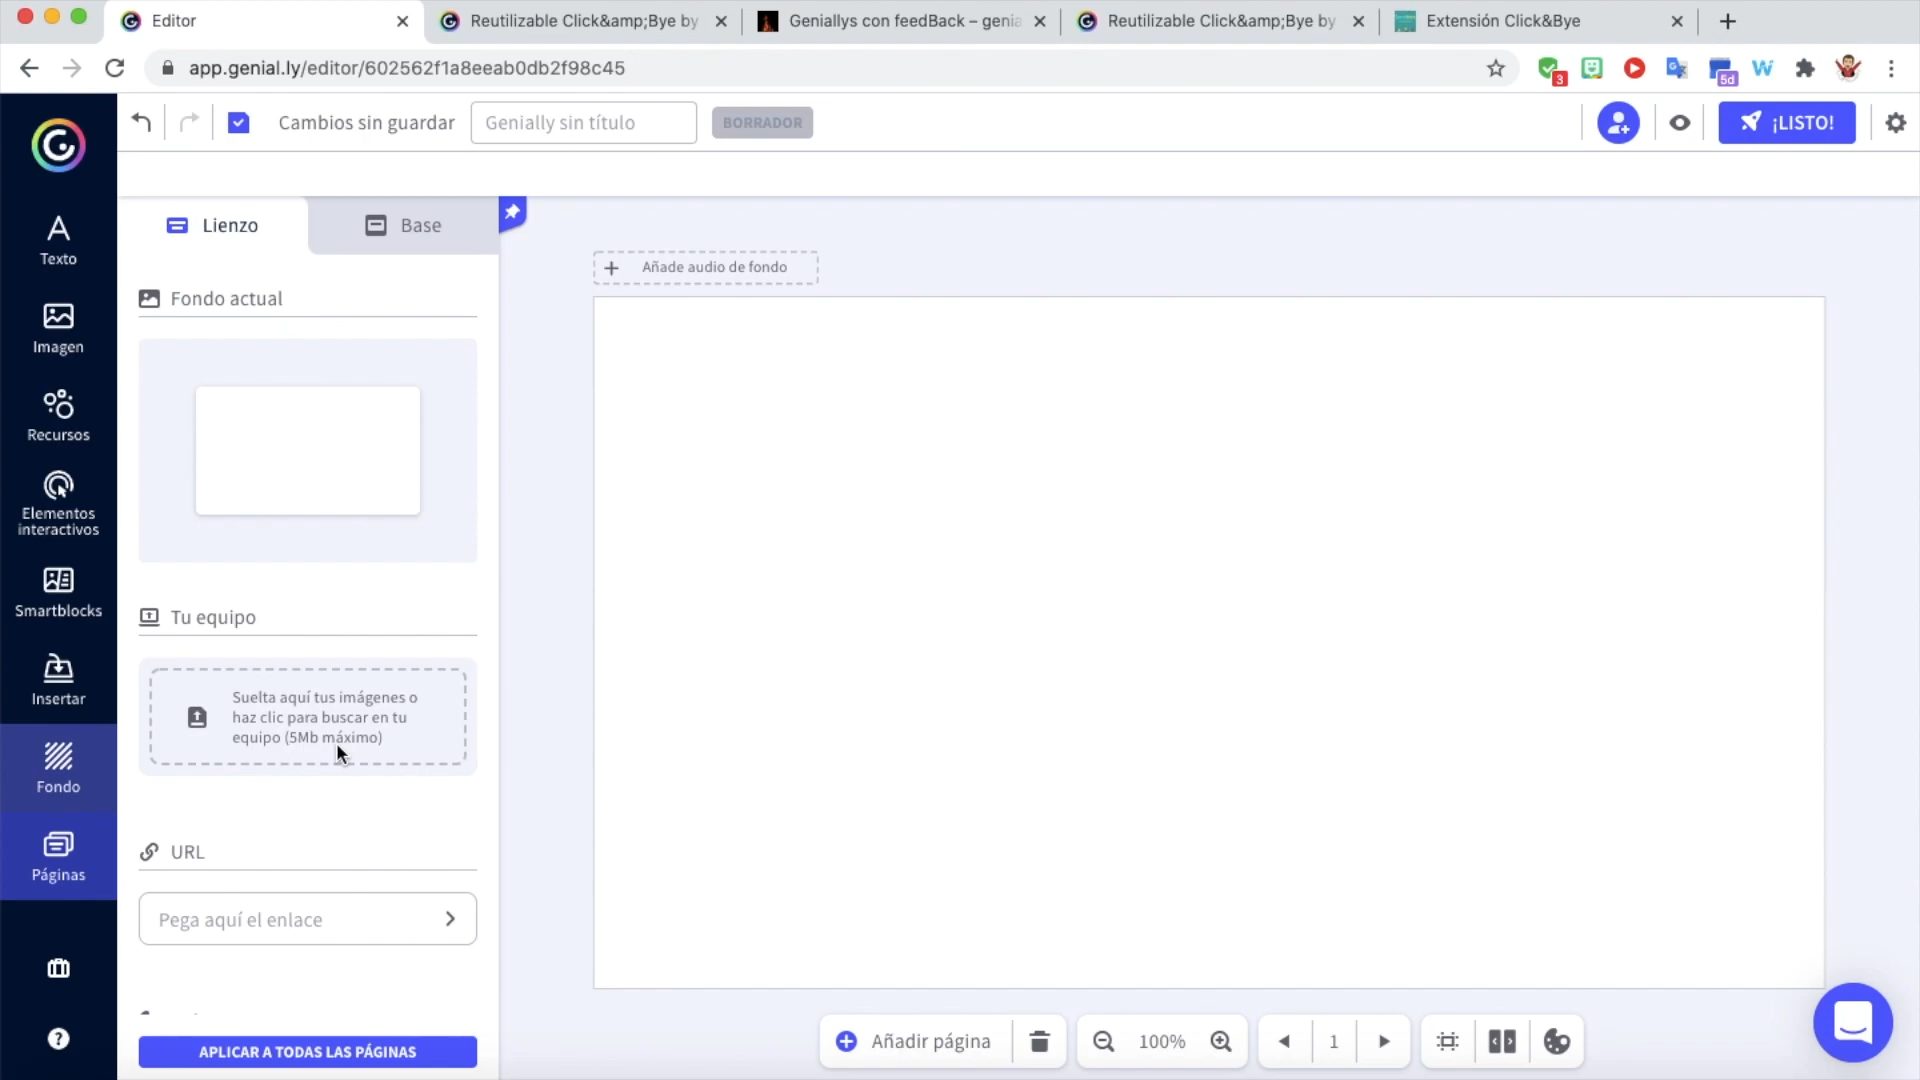 Editor
Reutilizable Click&amp;Bye by
Geniallys con feedBack – genia
Reutilizable Click&amp;Bye by
Extensión Click&Bye
app.genial.ly/editor/602562f1a8eeab0db2f98c45
3
5d
Cambios sin guardar
Genially sin título
BORRADOR
¡LISTO!
Texto
Imagen
Recursos
Elementos
interactivos
Smartblocks
Insertar
Fondo
Páginas
Lienzo
Base
Fondo actual
Tu equipo
Suelta aquí tus imágenes o
haz clic para buscar en tu
equipo (5Mb máximo)
URL
Pega aquí el enlace
APLICAR A TODAS LAS PÁGINAS
Añade audio de fondo
Añadir página
100%
1